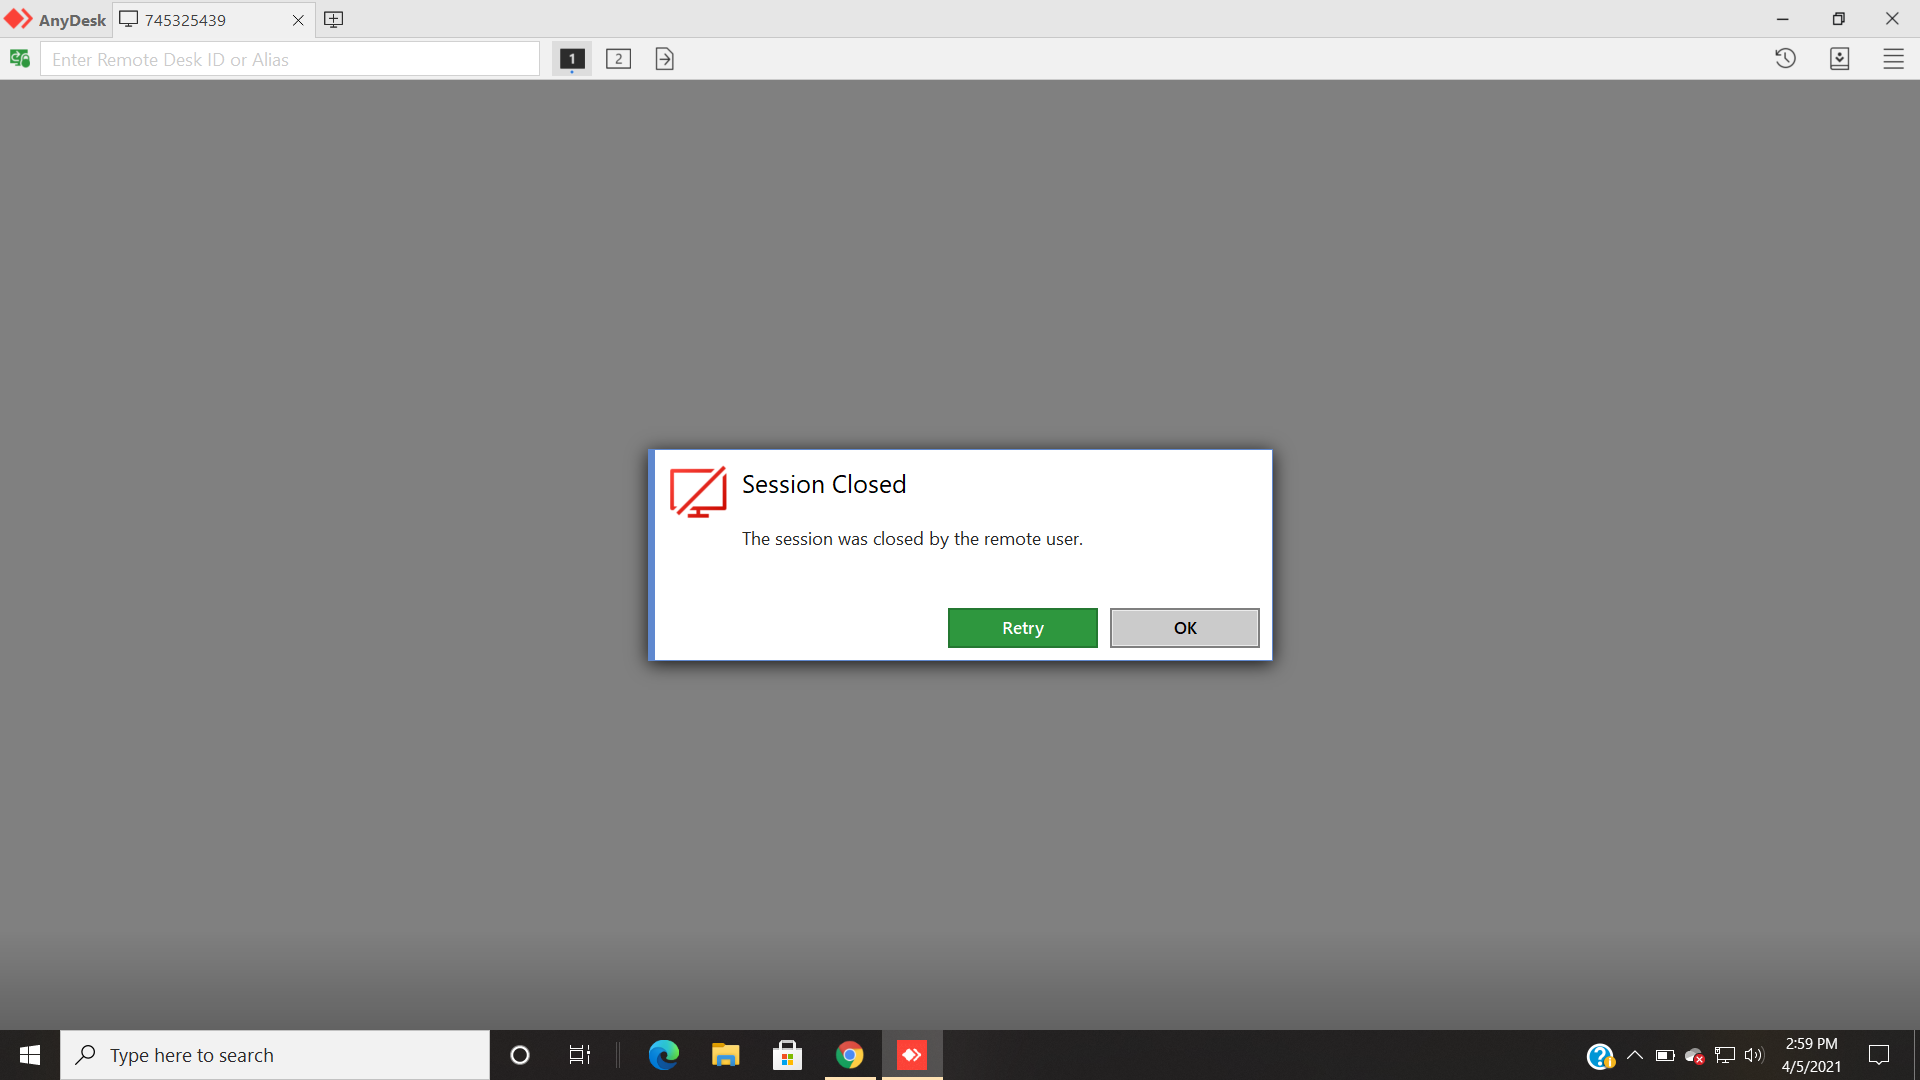 AnyDesk
745325439
Enter Remote Desk ID or Alias
1
2
Session Closed
The session was closed by the remote user.
Retry
OK
Type here to search
2:59 PM
4/5/2021